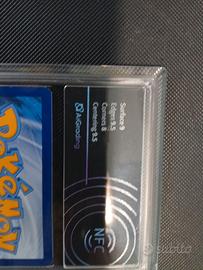 Surface 9
Edges 9.5
Corners 8
Centering 9.5
AiGrading
NFC
POKéMON
subito